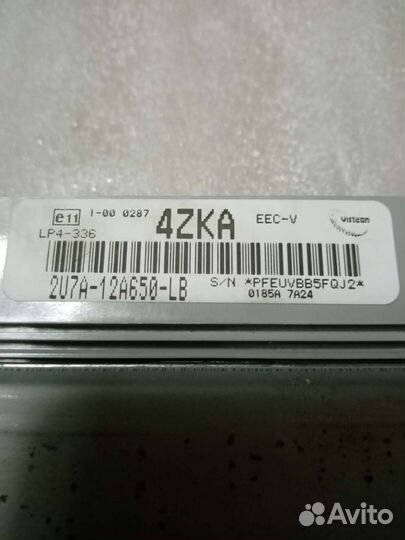 e11 I-00 0287 4ZKA EEC-V Visteon
LP4-336
2U7A-12A650-LB S/N *PFEUVBB5FQJ2*
0185A 7A24
Avito